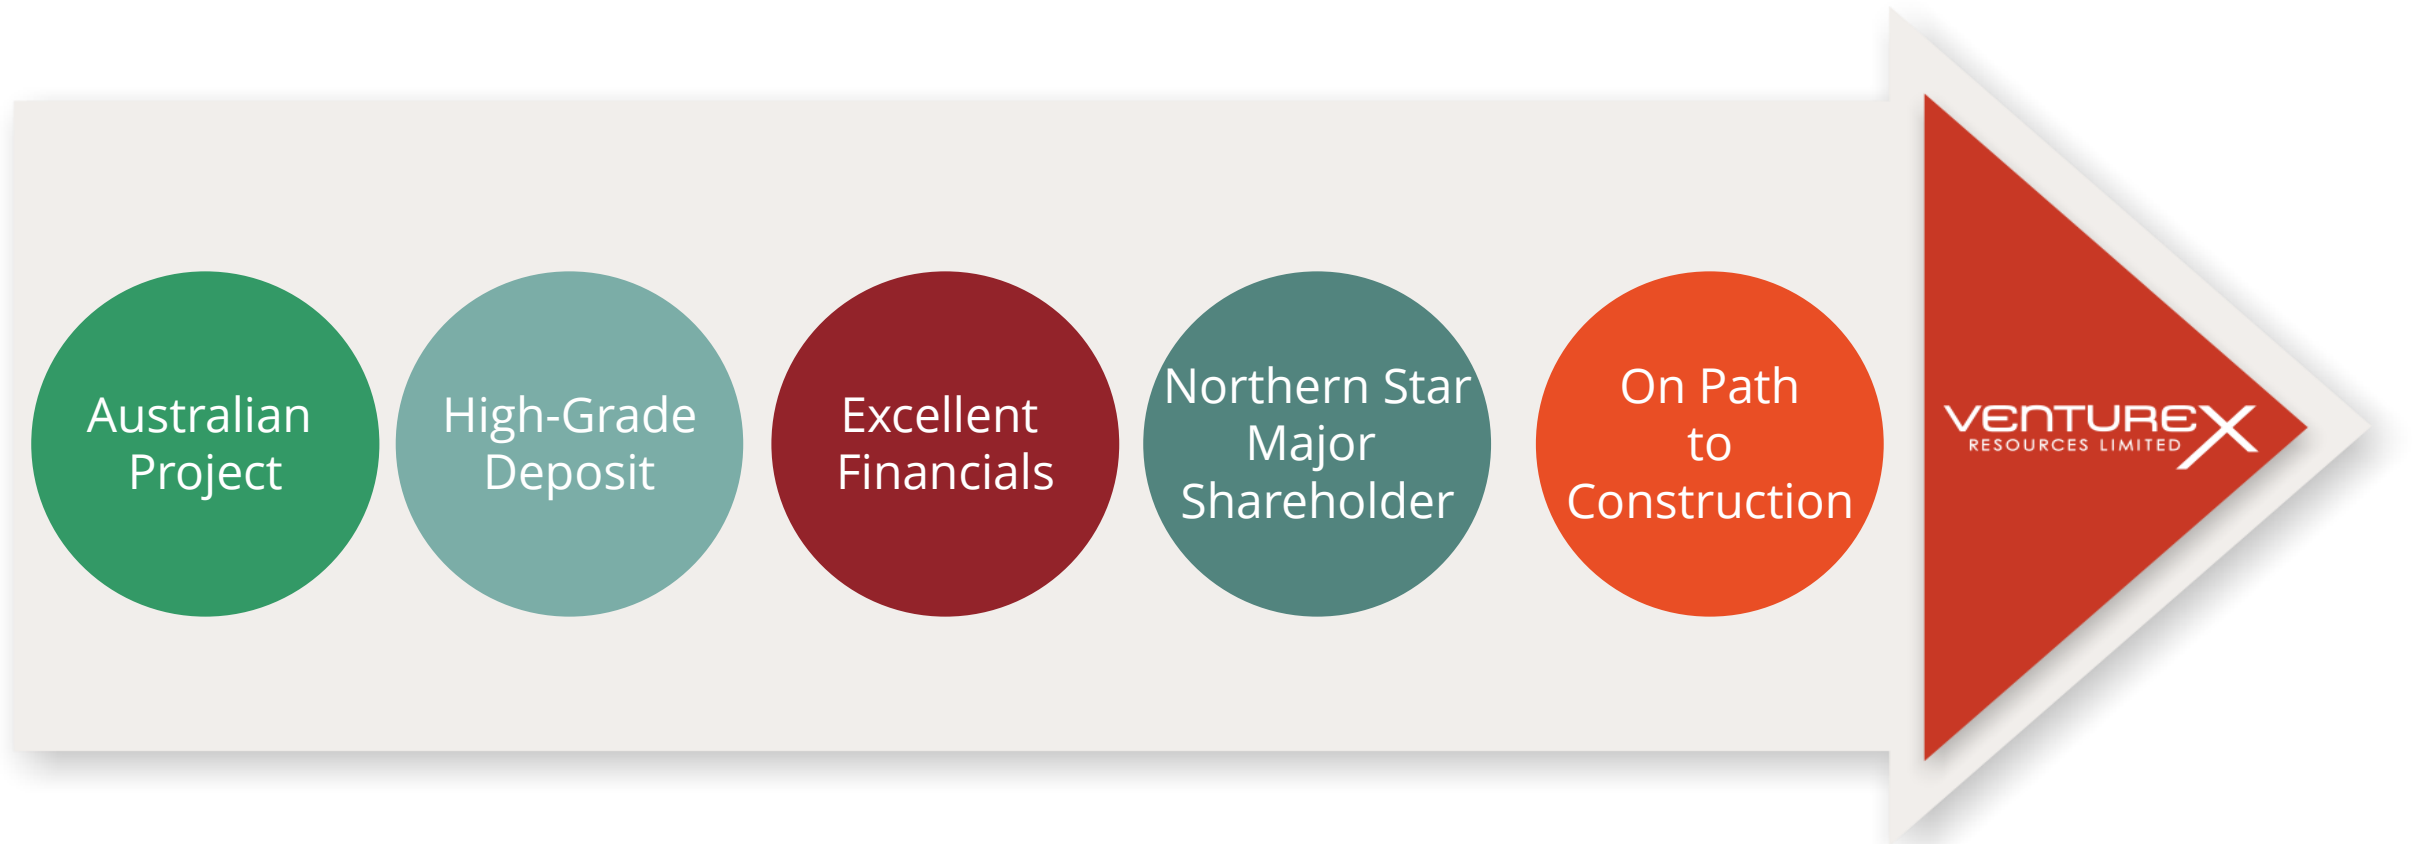 Australian
Project
High-Grade
Deposit
Excellent
Financials
Northern Star
Major
Shareholder
On Path
to
Construction
VENTUREX
RESOURCES LIMITED